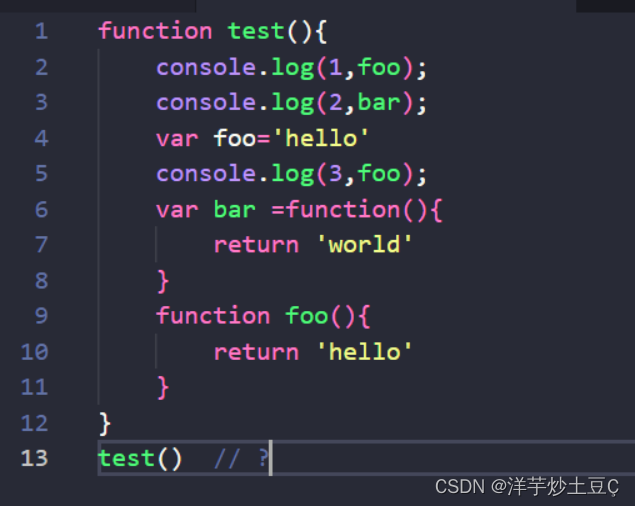 1 function test(){
2 console.log(1,foo);
3 console.log(2,bar);
4 var foo='hello'
5 console.log(3,foo);
6 var bar =function(){
7 return 'world'
8 }
9 function foo(){
10 return 'hello'
11 }
12 }
13 test() // ?
CSDN @洋芋炒土豆Ç